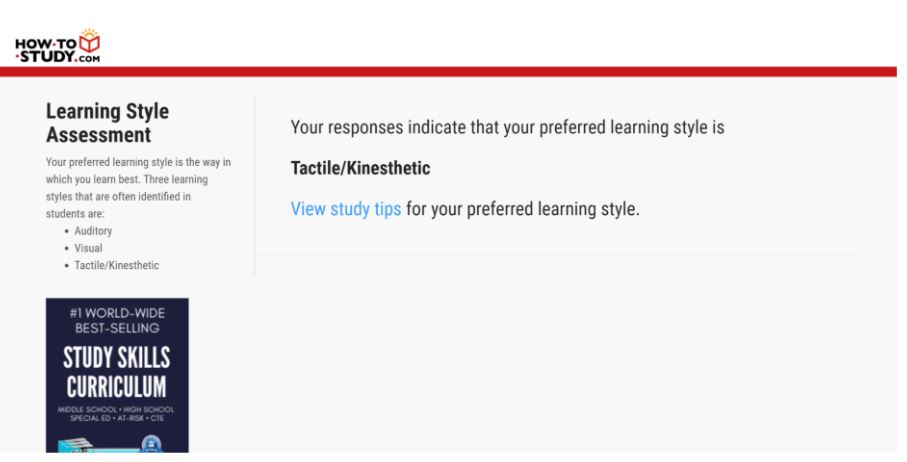 HOW·TO
·STUDY.COM
Learning Style
Assessment
Your preferred learning style is the way in
which you learn best. Three learning
styles that are often identified in
students are:
• Auditory
• Visual
• Tactile/Kinesthetic
Your responses indicate that your preferred learning style is
Tactile/Kinesthetic
View study tips for your preferred learning style.
#1 WORLD-WIDE
BEST-SELLING
STUDY SKILLS
CURRICULUM
MIDDLE SCHOOL • HIGH SCHOOL
SPECIAL ED • AT-RISK • CTE